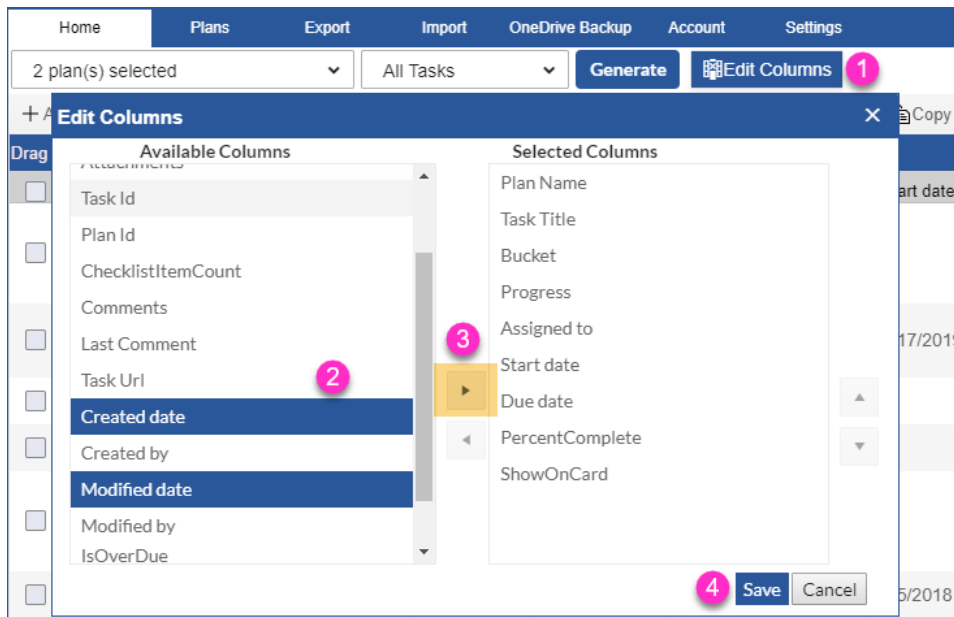 Home Plans Export Import OneDrive Backup Account Settings
2 plan(s) selected All Tasks Generate Edit Columns 1
Edit Columns Copy
Drag Available Columns Selected Columns
Attachments
Plan Name
Task Id
art date
Task Title
Plan Id
Bucket
ChecklistItemCount
Progress
Comments
Assigned to
3
Last Comment
17/2019
Start date
Task Url
2
Due date
Created date
PercentComplete
Created by
ShowOnCard
Modified date
Modified by
IsOverDue
4 Save Cancel 5/2018